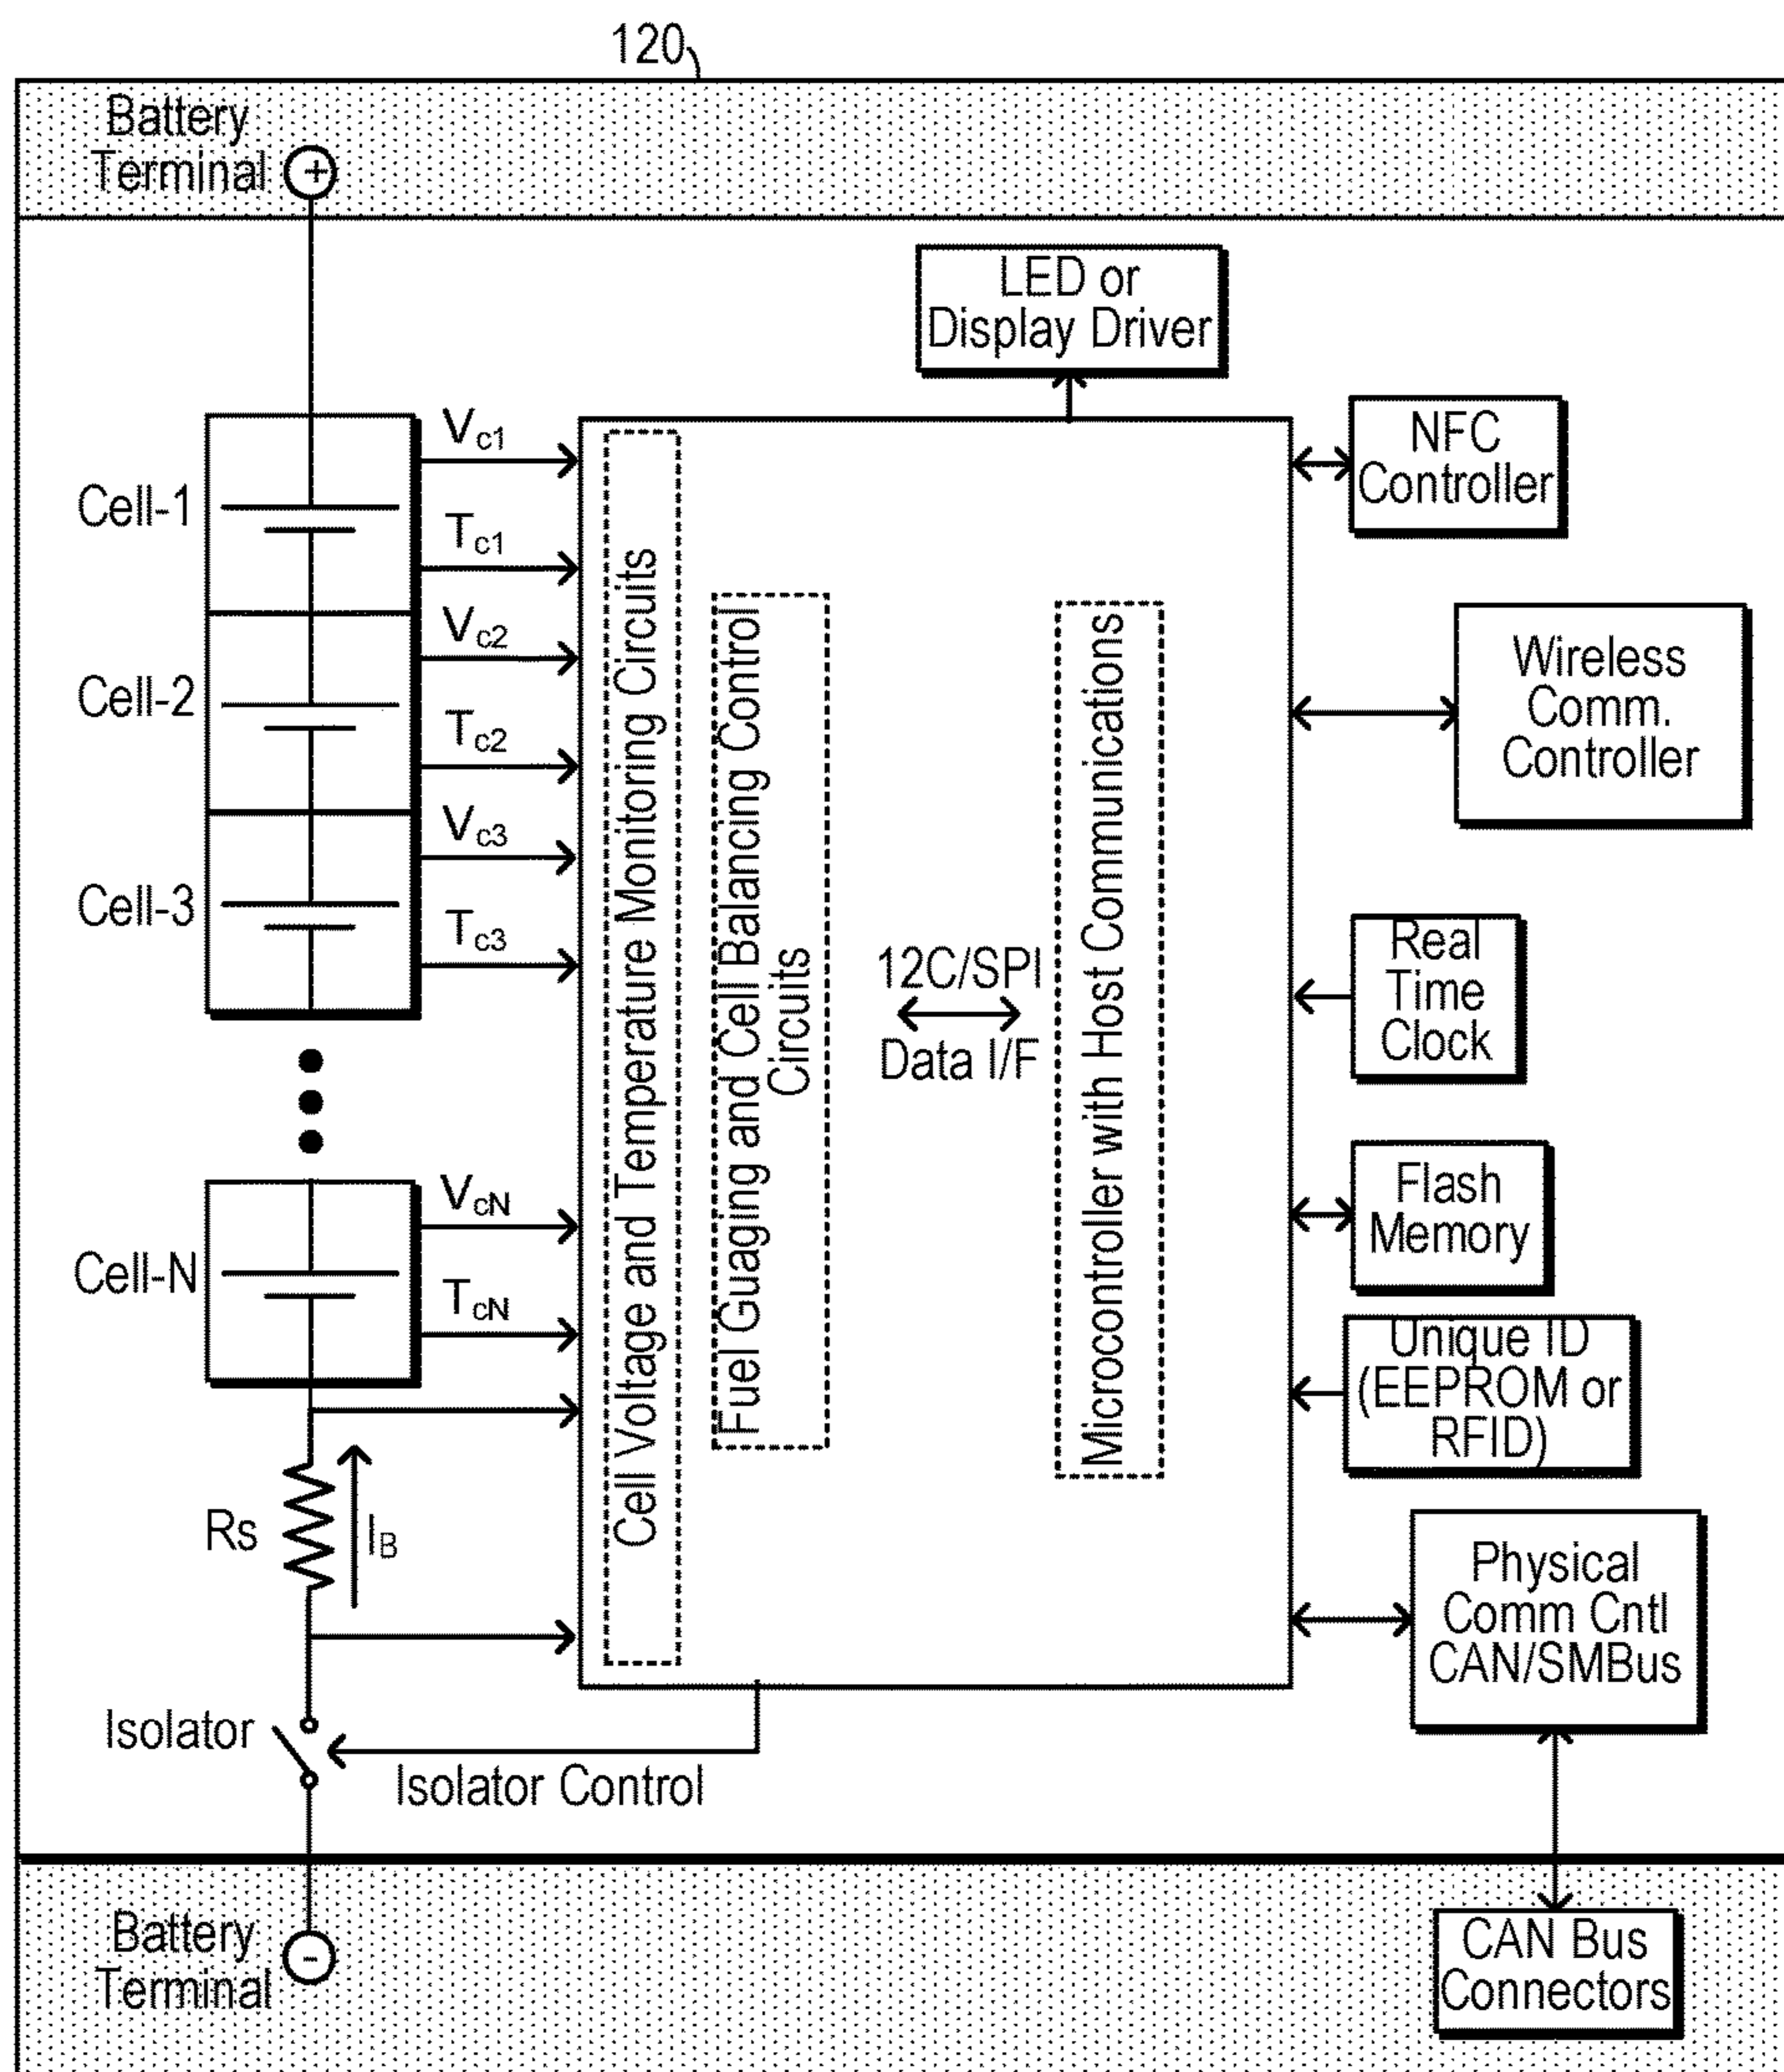 120
Battery
Terminal
+
LED or
Display Driver
NFC
Controller
Wireless
Comm.
Controller
Real
Time
Clock
Flash
Memory
Unique ID
(EEPROM or
RFID)
Physical
Comm Cntl
CAN/SMBus
CAN Bus
Connectors
Cell-1
Vc1
Tc1
Cell-2
Vc2
Tc2
Cell-3
Vc3
Tc3
Cell-N
VcN
TcN
Rs
IB
Cell Voltage and Temperature Monitoring Circuits
Fuel Guaging and Cell Balancing Control
Circuits
12C/SPI
Data I/F
Microcontroller with Host Communications
Isolator
Isolator Control
Battery
Terminal
-